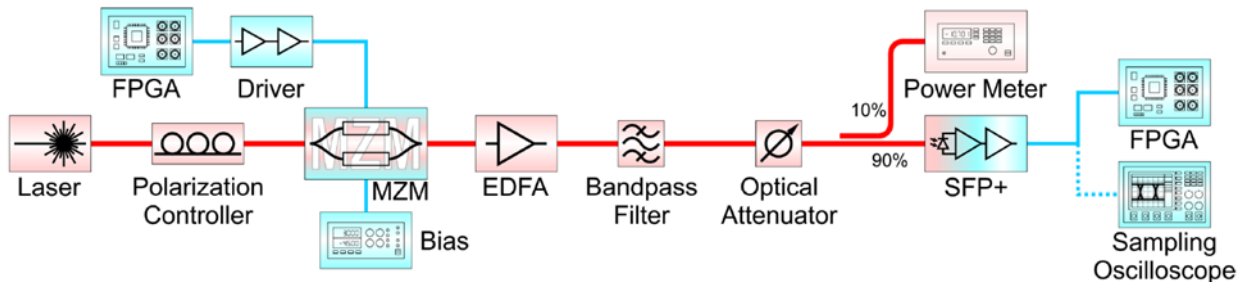 FPGA
Driver
10%
Power Meter
MZM
FPGA
90%
Laser
Polarization
Controller
MZM
EDFA
Bandpass
Filter
Optical
Attenuator
SFP+
Bias
Sampling
Oscilloscope